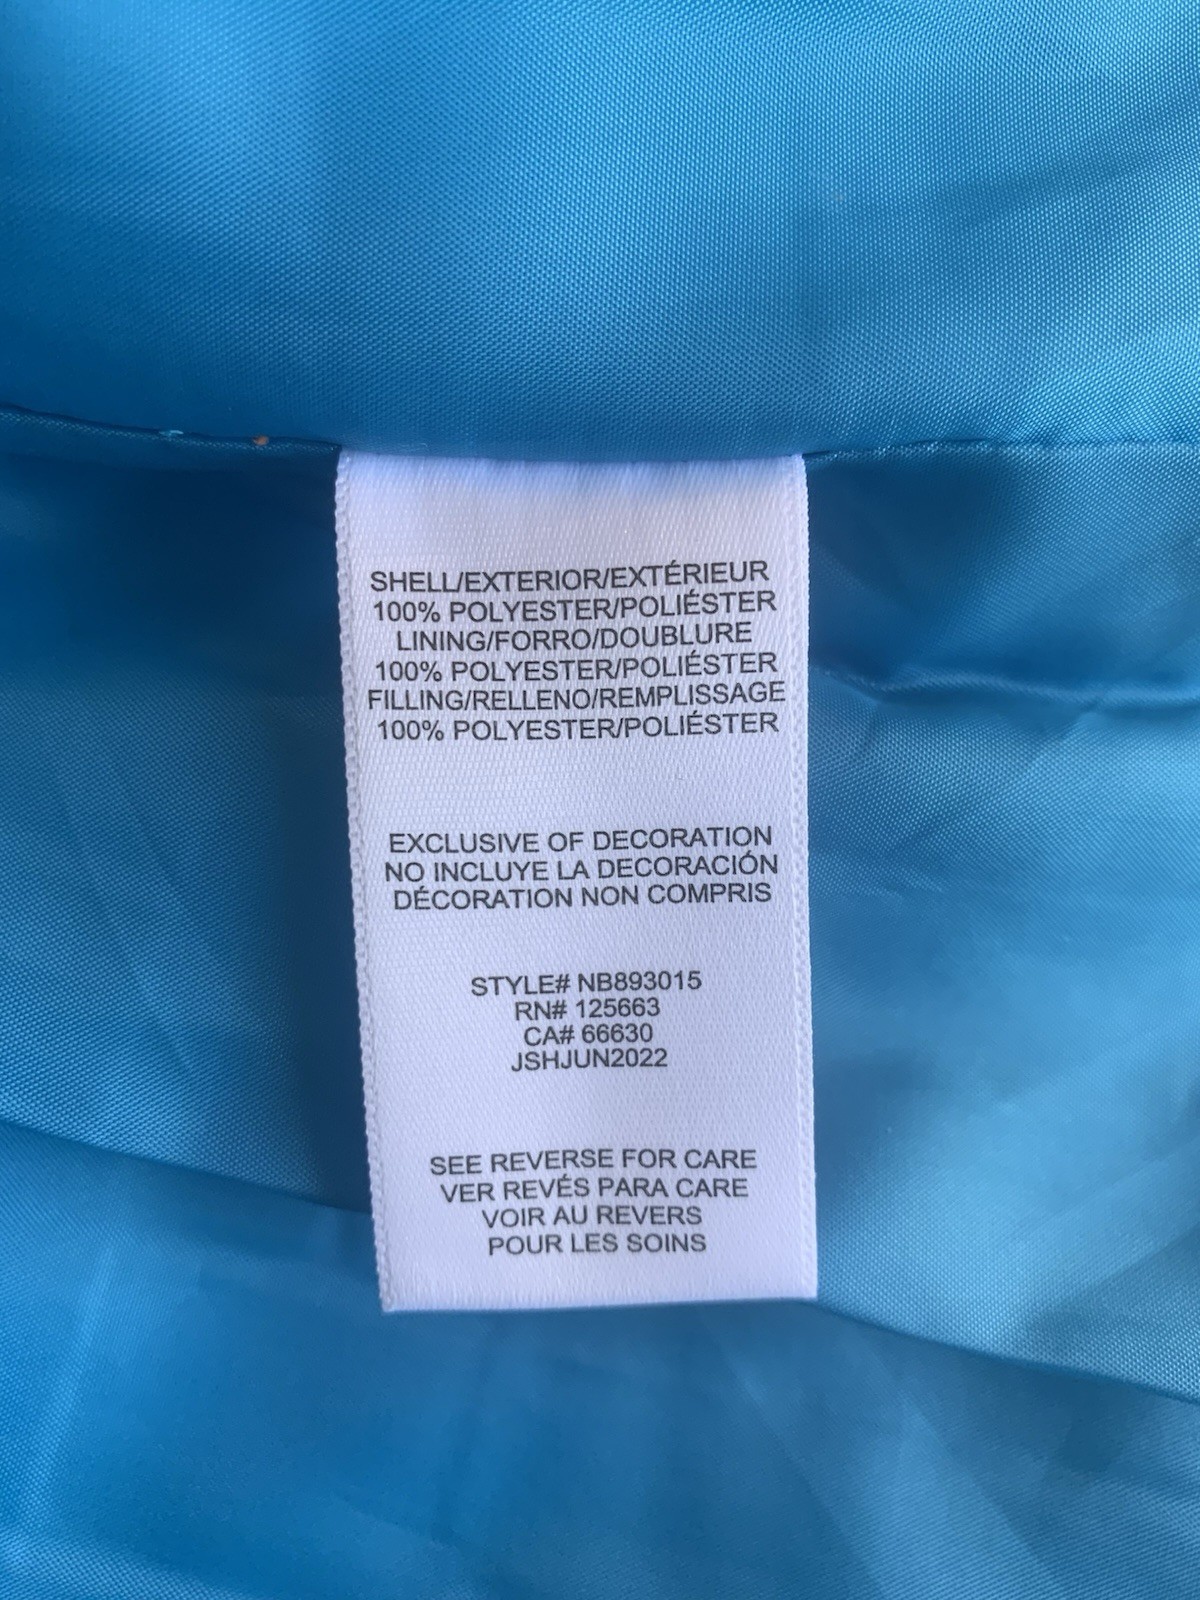 SHELL/EXTERIOR/EXTÉRIEUR
100% POLYESTER/POLIÉSTER
LINING/FORRO/DOUBLURE
100% POLYESTER/POLIÉSTER
FILLING/RELLENO/REMPLISSAGE
100% POLYESTER/POLIÉSTER
EXCLUSIVE OF DECORATION
NO INCLUYE LA DECORACIÓN
DÉCORATION NON COMPRIS
STYLE# NB893015
RN# 125663
CA# 66630
JSHJUN2022
SEE REVERSE FOR CARE
VER REVÉS PARA CARE
VOIR AU REVERS
POUR LES SOINS